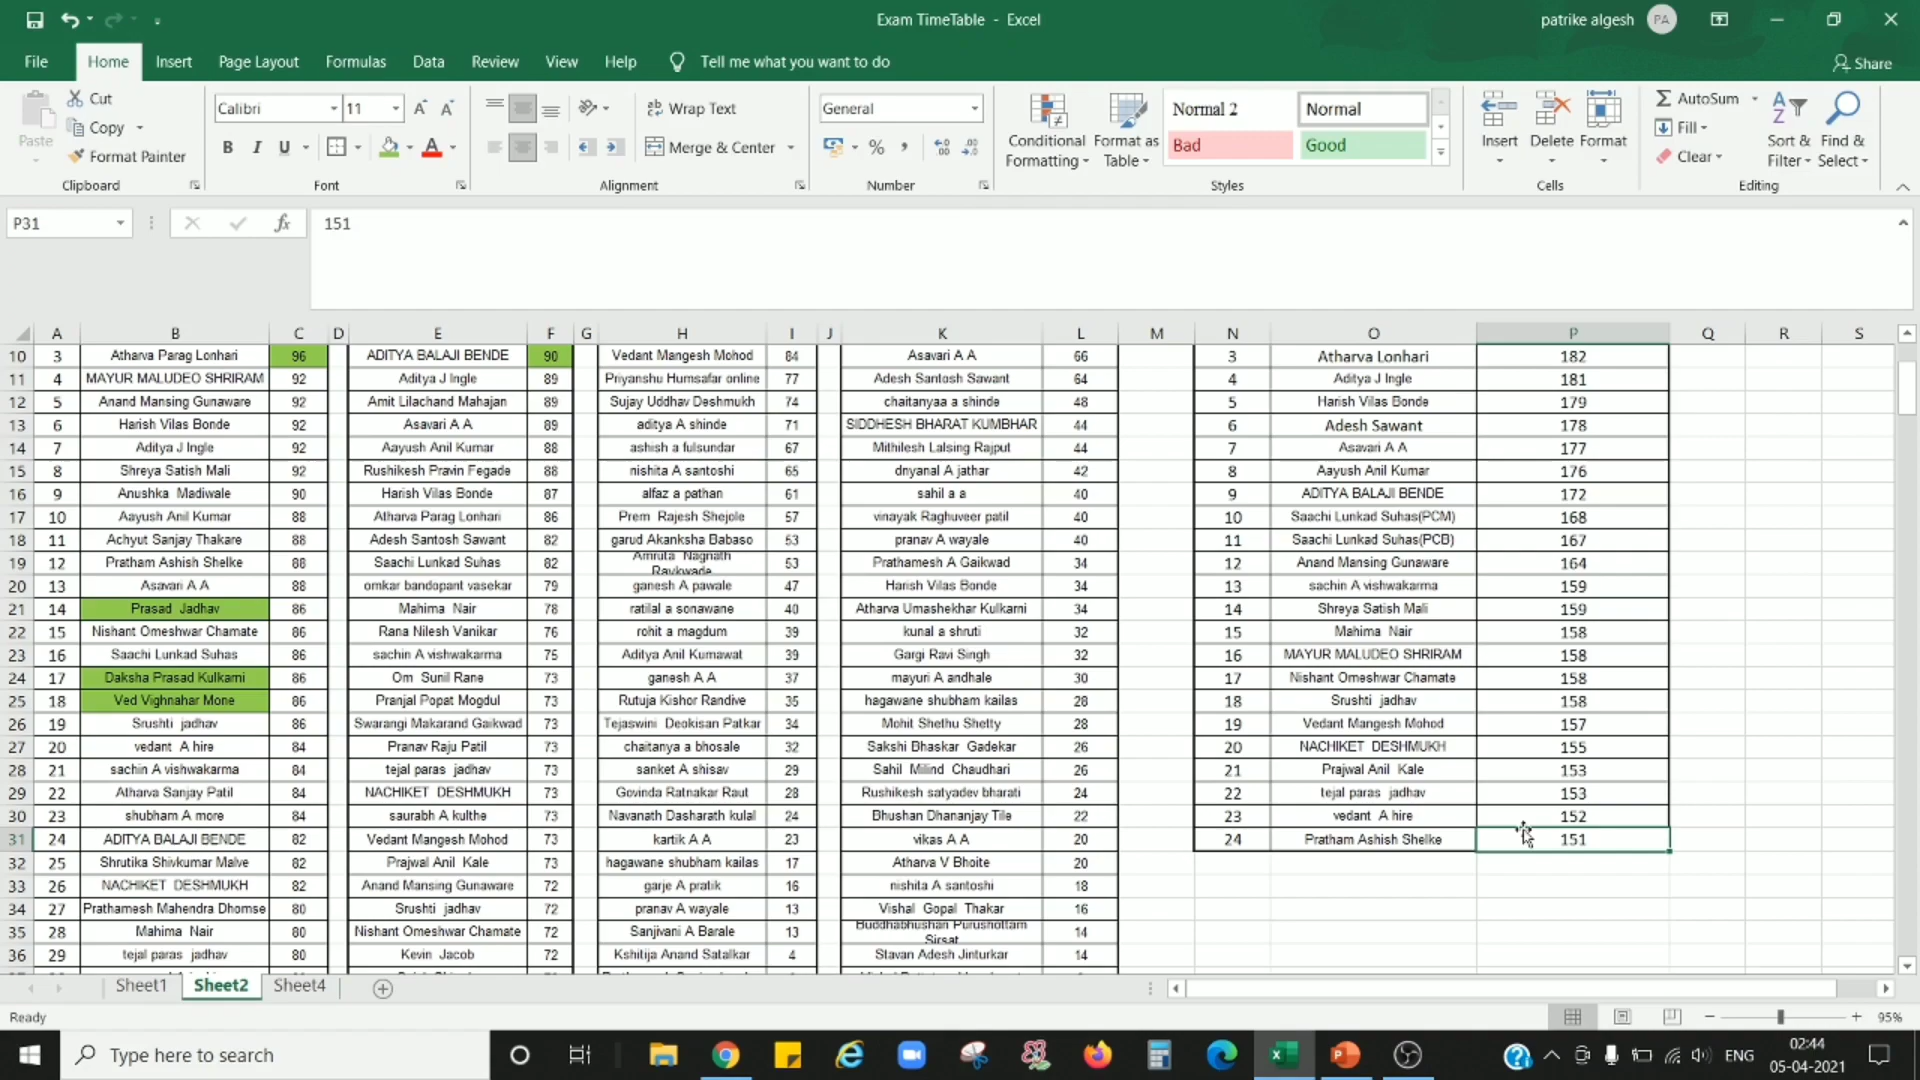 Exam TimeTable - Excel
patrike algesh PA
File Home Insert Page Layout Formulas Data Review View Help Tell me what you want to do Share
Cut
Copy
Format Painter
Paste
Clipboard
Calibri 11
B I U
Font
Wrap Text
Merge & Center
Alignment
General
Number
Conditional Formatting
Format as Table
Normal 2 Normal
Bad Good
Styles
Insert Delete Format
Cells
AutoSum
Fill
Clear
Sort & Filter
Find & Select
Editing
P31 fx 151
A B C D E F G H I J K L M N O P Q R S
10 3 Atharva Parag Lonhari 96 ADITYA BALAJI BENDE 90 Vedant Mangesh Mohod 84 Asavari A A 66 3 Atharva Lonhari 182
11 4 MAYUR MALUDEO SHRIRAM 92 Aditya J Ingle 89 Priyanshu Humsafar online 77 Adesh Santosh Sawant 64 4 Aditya J Ingle 181
12 5 Anand Mansing Gunaware 92 Amit Lilachand Mahajan 89 Sujay Uddhav Deshmukh 74 chaitanyaa a shinde 48 5 Harish Vilas Bonde 179
13 6 Harish Vilas Bonde 92 Asavari A A 89 aditya A shinde 71 SIDDHESH BHARAT KUMBHAR 44 6 Adesh Sawant 178
14 7 Aditya J Ingle 92 Aayush Anil Kumar 88 ashish a fulsundar 67 Mithilesh Lalsing Rajput 44 7 Asavari A A 177
15 8 Shreya Satish Mali 92 Rushikesh Pravin Fegade 88 nishita A santoshi 65 dnyanal A jathar 42 8 Aayush Anil Kumar 176
16 9 Anushka Madiwale 90 Harish Vilas Bonde 87 alfaz a pathan 61 sahil a a 40 9 ADITYA BALAJI BENDE 172
17 10 Aayush Anil Kumar 88 Atharva Parag Lonhari 86 Prem Rajesh Shejole 57 vinayak Raghuveer patil 40 10 Saachi Lunkad Suhas(PCM) 168
18 11 Achyut Sanjay Thakare 88 Adesh Santosh Sawant 82 garud Akanksha Babaso 53 pranav A wayale 40 11 Saachi Lunkad Suhas(PCB) 167
19 12 Pratham Ashish Shelke 88 Saachi Lunkad Suhas 82 Amruta Nagnath Raykwade 53 Prathamesh A Gaikwad 34 12 Anand Mansing Gunaware 164
20 13 Asavari A A 88 omkar bandopant vasekar 79 ganesh A pawale 47 Harish Vilas Bonde 34 13 sachin A vishwakarma 159
21 14 Prasad Jadhav 86 Mahima Nair 78 ratilal a sonawane 40 Atharva Umashekhar Kulkarni 34 14 Shreya Satish Mali 159
22 15 Nishant Omeshwar Chamate 86 Rana Nilesh Vanikar 76 rohit a magdum 39 kunal a shruti 32 15 Mahima Nair 158
23 16 Saachi Lunkad Suhas 86 sachin A vishwakarma 75 Aditya Anil Kumawat 39 Gargi Ravi Singh 32 16 MAYUR MALUDEO SHRIRAM 158
24 17 Daksha Prasad Kulkarni 86 Om Sunil Rane 73 ganesh A A 37 mayuri A andhale 30 17 Nishant Omeshwar Chamate 158
25 18 Ved Vighnahar Mone 86 Pranjal Popat Mogdul 73 Rutuja Kishor Randive 35 hagawane shubham kailas 28 18 Srushti jadhav 158
26 19 Srushti jadhav 86 Swarangi Makarand Gaikwad 73 Tejaswini Deokisan Patkar 34 Mohit Shethu Shetty 28 19 Vedant Mangesh Mohod 157
27 20 vedant A hire 84 Pranav Raju Patil 73 chaitanya a bhosale 32 Sakshi Bhaskar Gadekar 26 20 NACHIKET DESHMUKH 155
28 21 sachin A vishwakarma 84 tejal paras jadhav 73 sanket A shisav 29 Sahil Milind Chaudhari 26 21 Prajwal Anil Kale 153
29 22 Atharva Sanjay Patil 84 NACHIKET DESHMUKH 73 Govinda Ratnakar Raut 28 Rushikesh satyadev bharati 24 22 tejal paras jadhav 153
30 23 shubham A more 84 saurabh A kulthe 73 Navanath Dasharath kulal 24 Bhushan Dhananjay Tile 22 23 vedant A hire 152
31 24 ADITYA BALAJI BENDE 82 Vedant Mangesh Mohod 73 kartik A A 23 vikas A A 20 24 Pratham Ashish Shelke 151
32 25 Shrutika Shivkumar Malve 82 Prajwal Anil Kale 73 hagawane shubham kailas 17 Atharva V Bhoite 20
33 26 NACHIKET DESHMUKH 82 Anand Mansing Gunaware 72 garje A pratik 16 nishita A santoshi 18
34 27 Prathamesh Mahendra Dhomse 80 Srushti jadhav 72 pranav A wayale 13 Vishal Gopal Thakar 16
35 28 Mahima Nair 80 Nishant Omeshwar Chamate 72 Sanjivani A Barale 13 Buddhabhushan Purushottam Sirsat 14
36 29 tejal paras jadhav 80 Kevin Jacob 72 Kshitija Anand Satalkar 4 Stavan Adesh Jinturkar 14
Sheet1 Sheet2 Sheet4
Ready 95%
Type here to search
ENG 02:44
05-04-2021